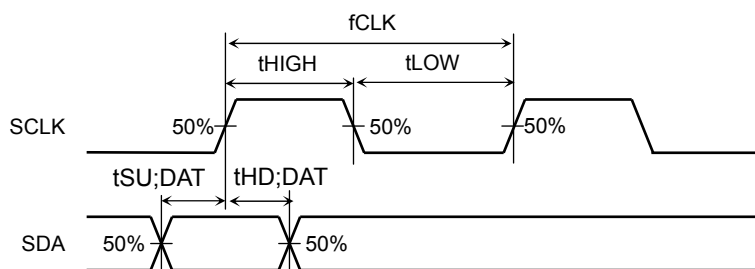 fCLK
tHIGH tLOW
SCLK 50% 50% 50%
tSU;DAT tHD;DAT
SDA 50% 50%